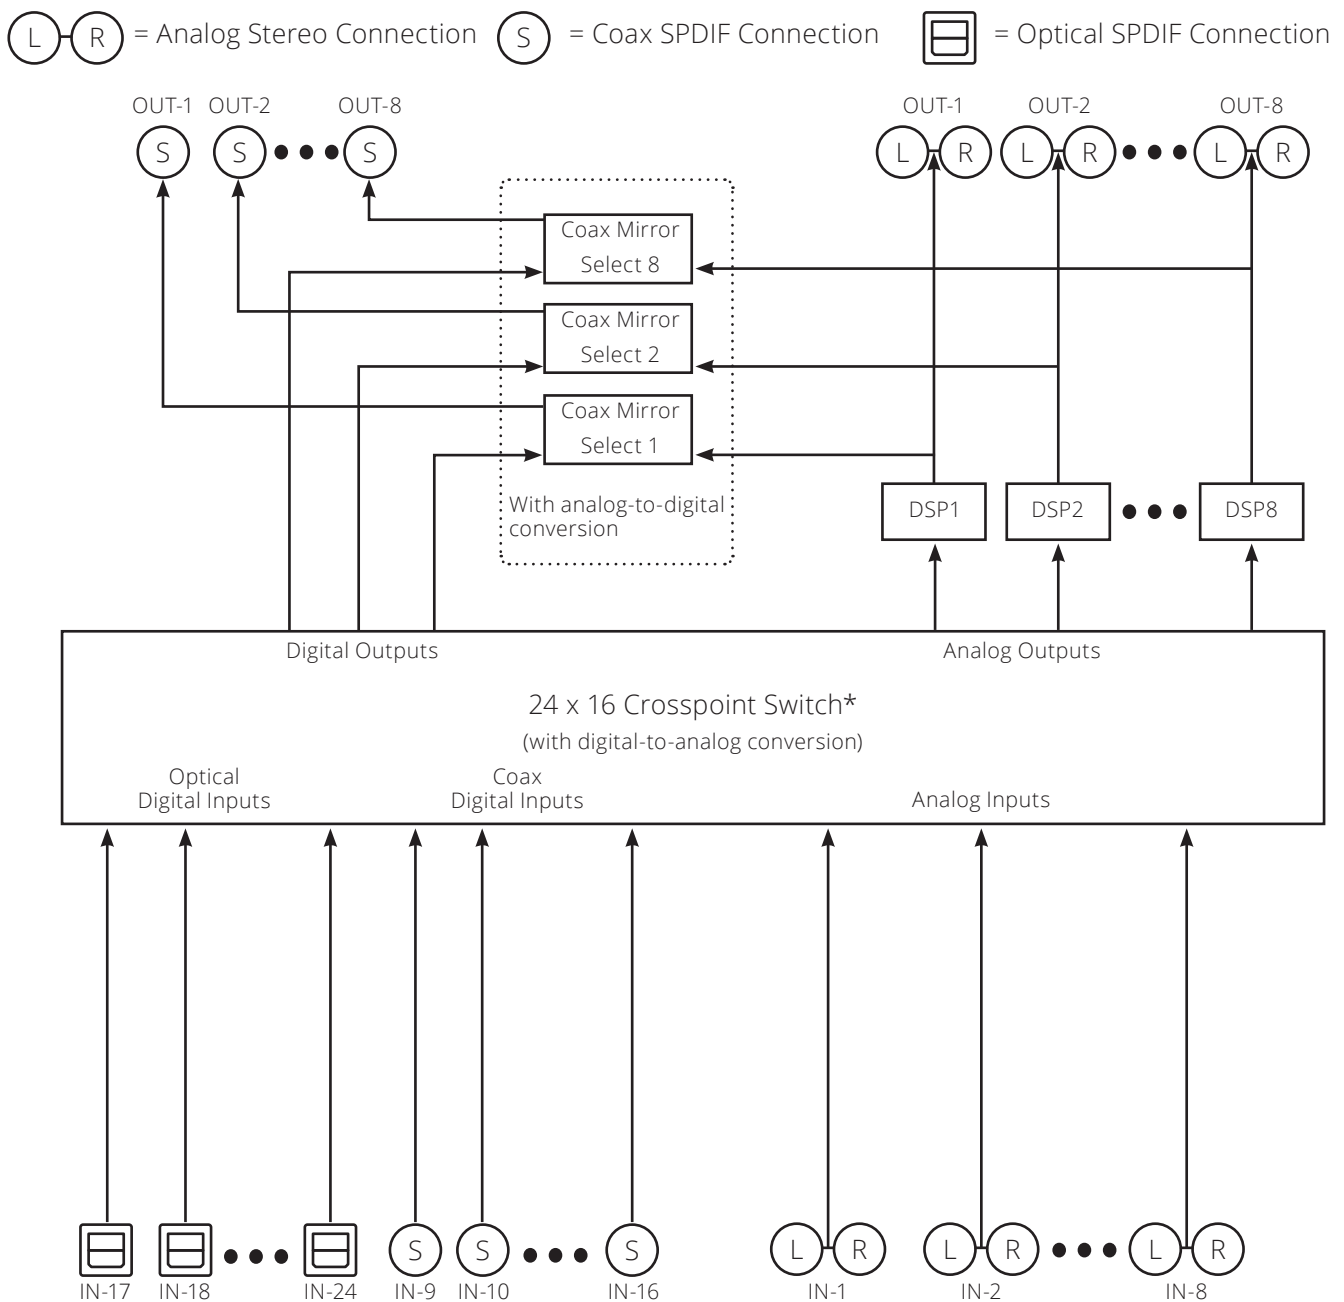 L R = Analog Stereo Connection S = Coax SPDIF Connection = Optical SPDIF Connection
OUT-1 OUT-2 OUT-8 OUT-1 OUT-2 OUT-8
S S S L R L R L R
Coax Mirror
Select 8
Coax Mirror
Select 2
Coax Mirror
Select 1
With analog-to-digital
conversion
DSP1 DSP2 DSP8
Digital Outputs Analog Outputs
24 x 16 Crosspoint Switch*
(with digital-to-analog conversion)
Optical
Digital Inputs
Coax
Digital Inputs
Analog Inputs
S S S L R L R L R
IN-17 IN-18 IN-24 IN-9 IN-10 IN-16 IN-1 IN-2 IN-8